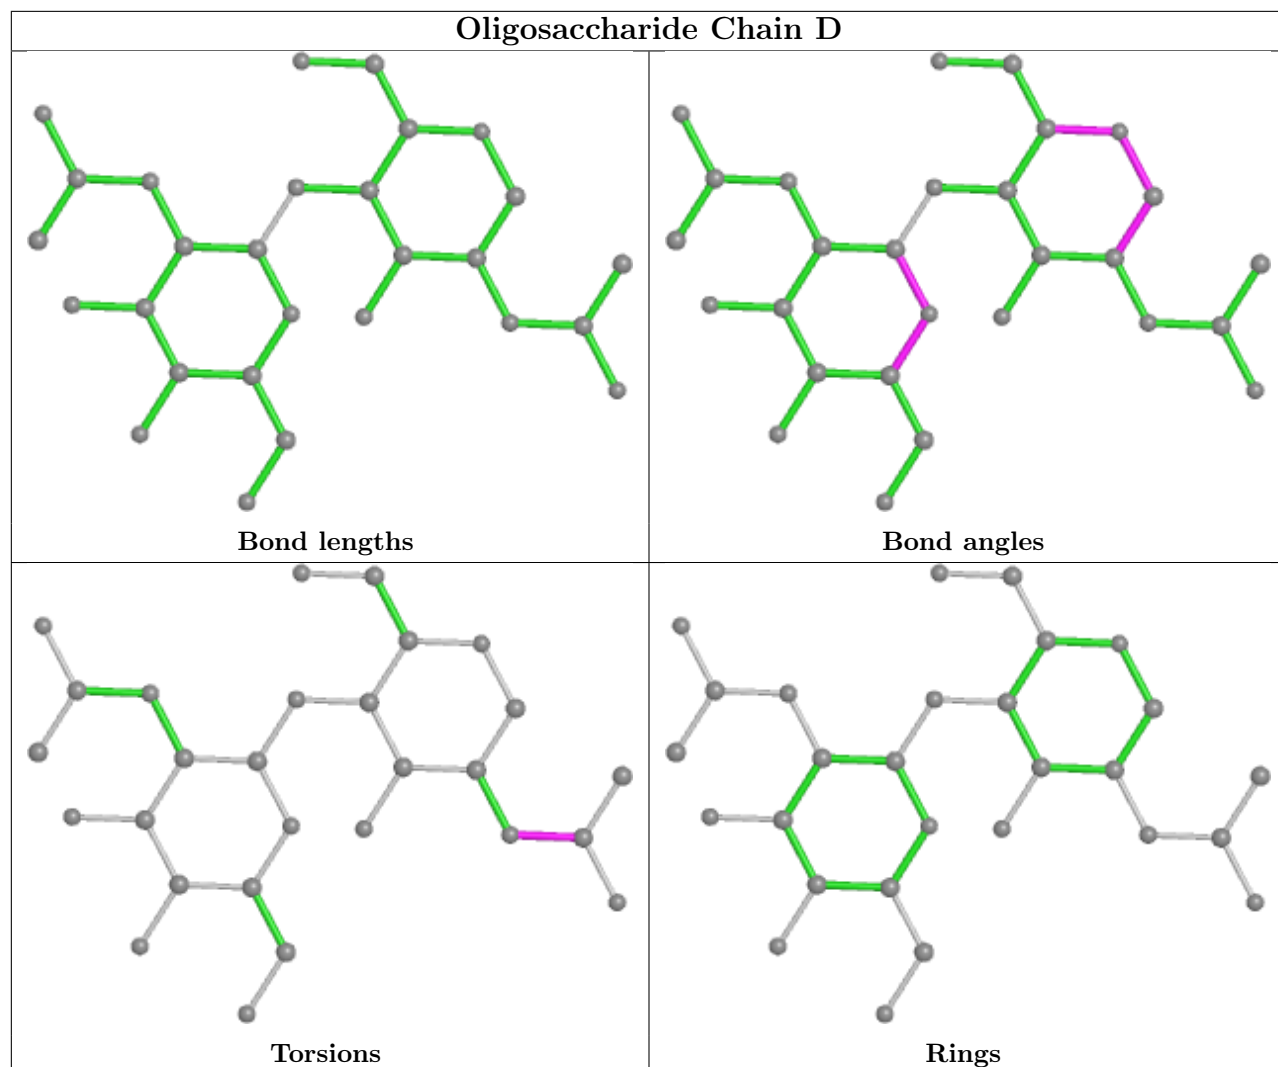 Oligosaccharide Chain D
Bond lengths
Bond angles
Torsions
Rings